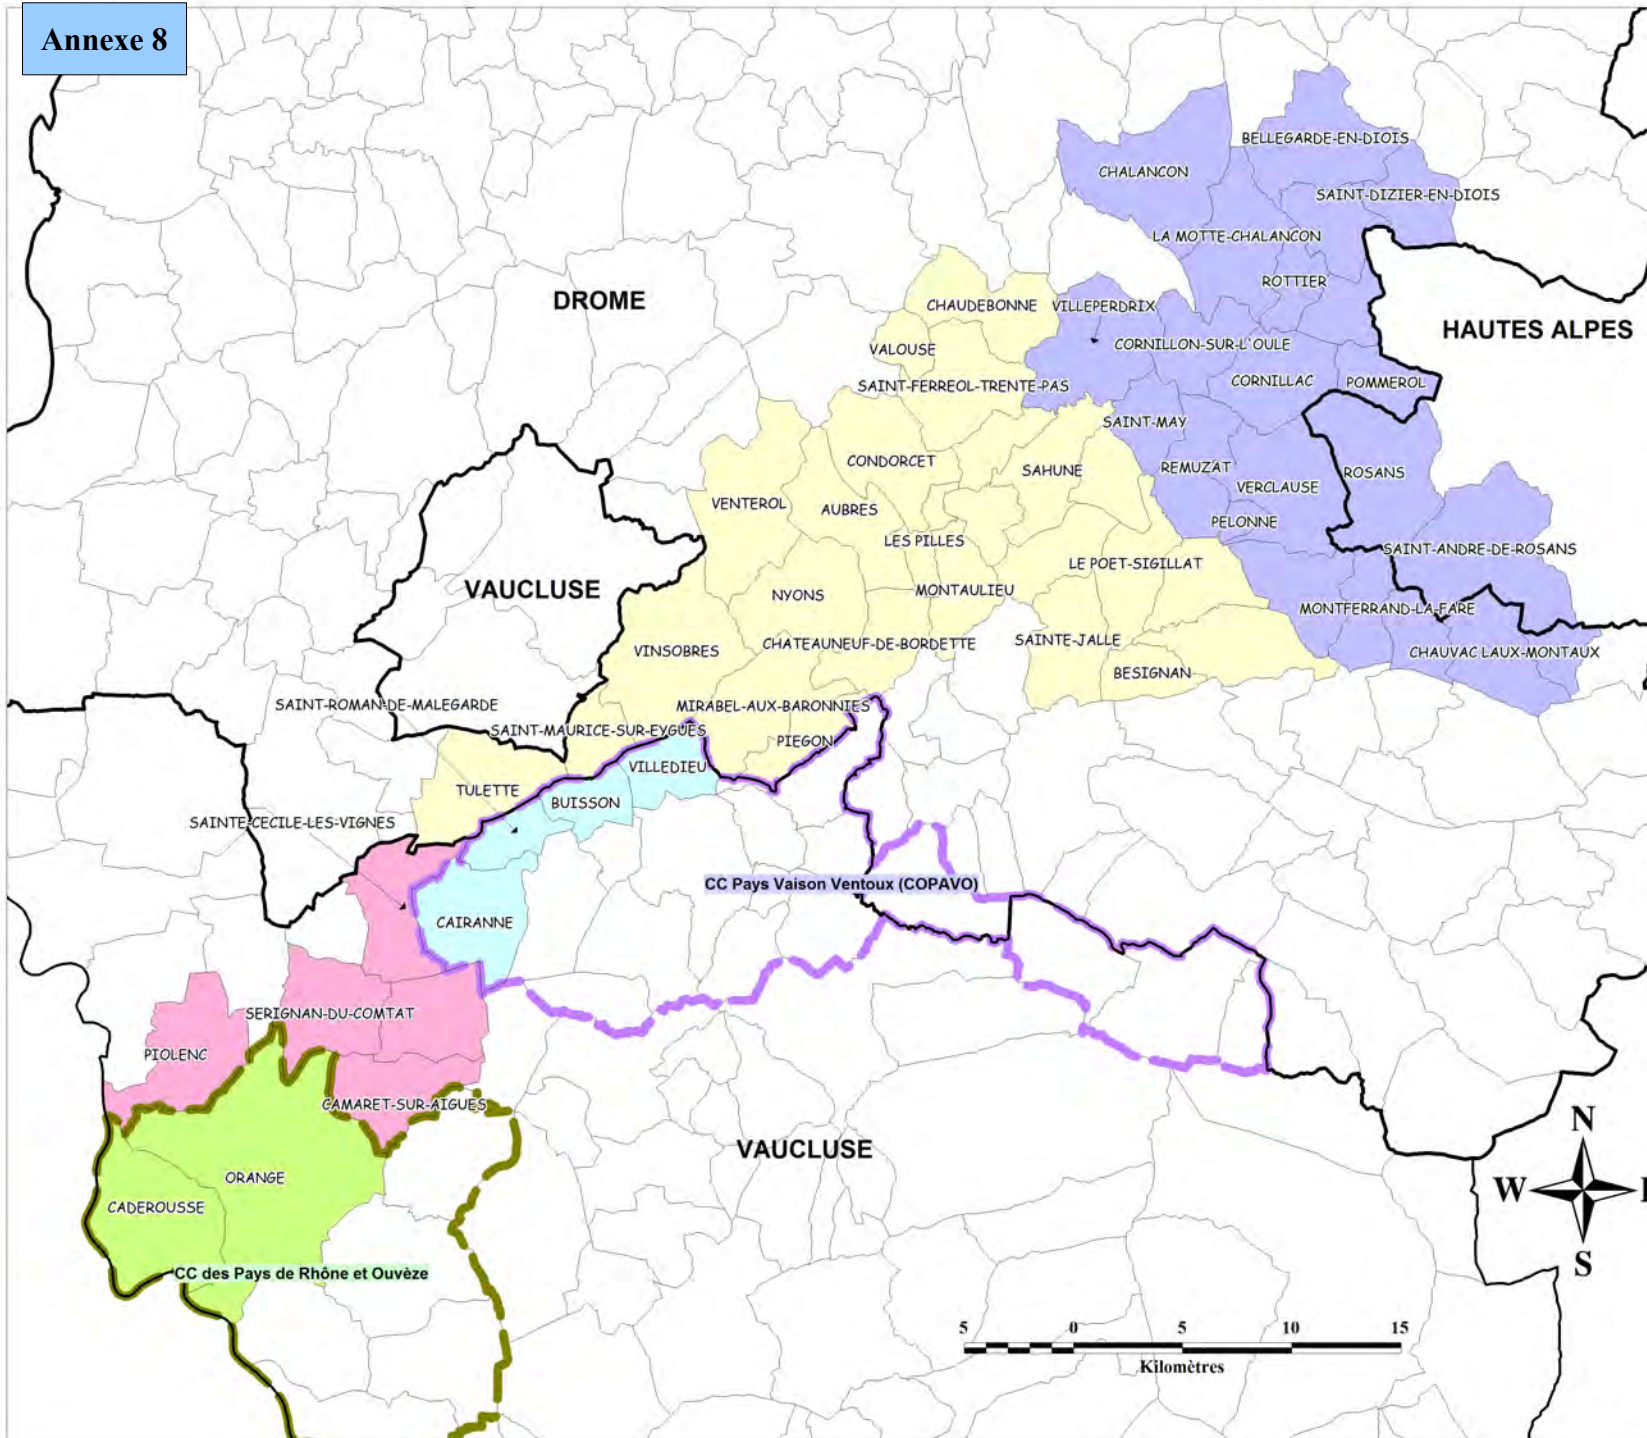 Annexe 8
BELLEGARDE-EN-DIOIS
CHALANCON
SAINT-DIZIER-EN-DIOIS
LA MOTTE-CHALANCON
ROTTIER
DROME
CHAUDEBONNE
VILLEPERDRIX
HAUTES ALPES
VALOUSE
CORNILLON-SUR-L'OULE
SAINT-FERREOL-TRENTE-PAS
CORNILLAC
POMMEROL
SAINT-MAY
CONDORCET
SAHUNE
REMUZAT
ROSANS
VERCLAUSE
VENTEROL
AUBRES
PELONNE
LES PILLES
SAINT-ANDRE-DE-ROSANS
LE POET-SIGILLAT
VAUCLUSE
NYONS
MONTAULIEU
MONTFERRAND-LA-FARE
VINSOBRES
CHATEAUNEUF-DE-BORDETTE
SAINTE-JALLE
CHAUVAC LAUX-MONTAUX
BESIGNAN
SAINT-ROMAN-DE-MALEGARDE
MIRABEL-AUX-BARONNIES
SAINT-MAURICE-SUR-EYGUES
PIEGON
VILLEDIEU
TULETTE
BUISSON
SAINTE-CECILE-LES-VIGNES
CC Pays Vaison Ventoux (COPAVO)
CAIRANNE
SERIGNAN-DU-COMTAT
PIOLENC
CAMARET-SUR-AIGUES
VAUCLUSE
N
ORANGE
W
CADEROUSSE
CC des Pays de Rhône et Ouvèze
S
5 0 5 10 15
Kilomètres